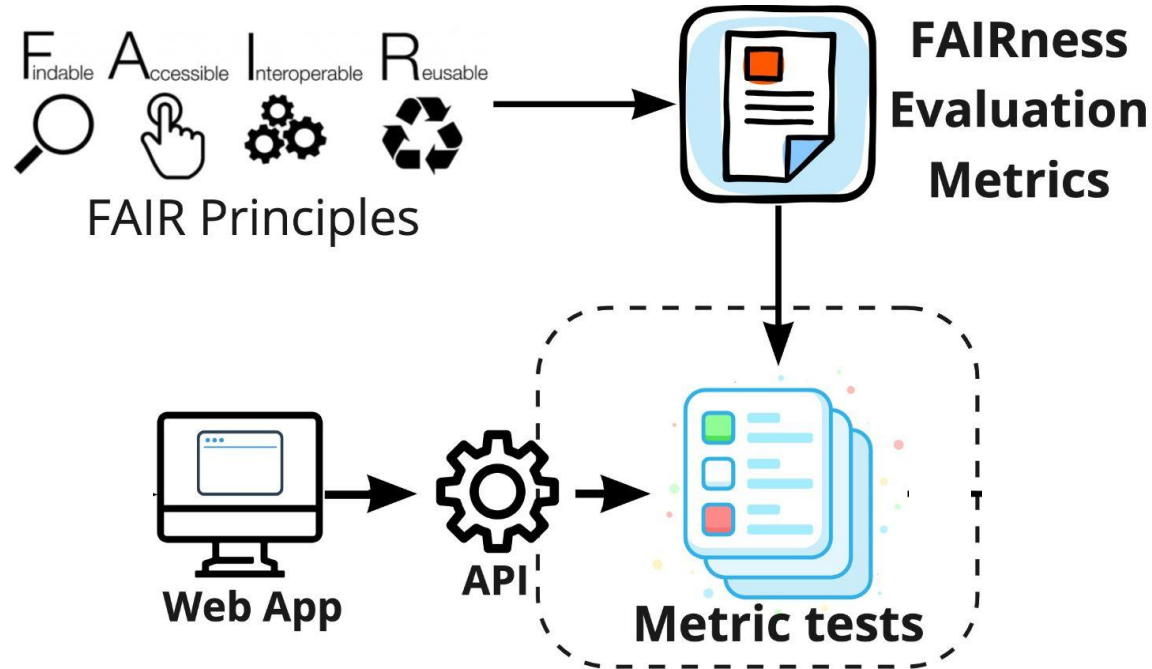 Findable Accessible Interoperable Reusable
FAIR Principles
FAIRness
Evaluation
Metrics
Web App
API
Metric tests